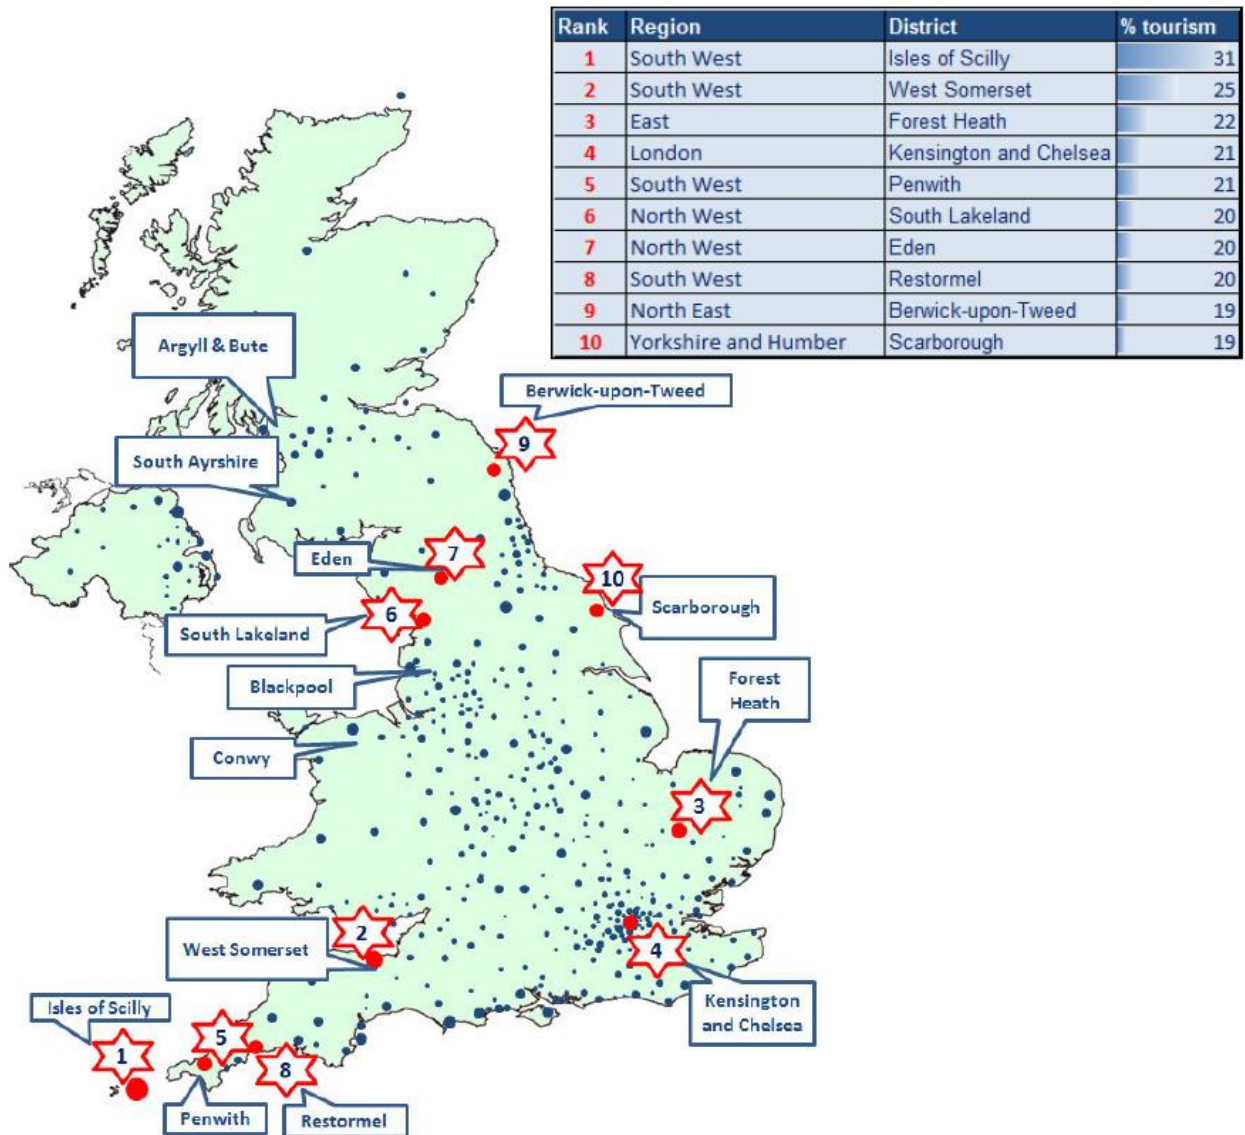 Rank Region District % tourism
1 South West Isles of Scilly 31
2 South West West Somerset 25
3 East Forest Heath 22
4 London Kensington and Chelsea 21
5 South West Penwith 21
6 North West South Lakeland 20
7 North West Eden 20
8 South West Restormel 20
9 North East Berwick-upon-Tweed 19
10 Yorkshire and Humber Scarborough 19
Argyll & Bute
Berwick-upon-Tweed
9
South Ayrshire
Eden
7
10
Scarborough
6
South Lakeland
Blackpool
Forest
Heath
Conwy
3
2
West Somerset
4
Kensington
and Chelsea
Isles of Scilly
1
5
8
Penwith
Restormel